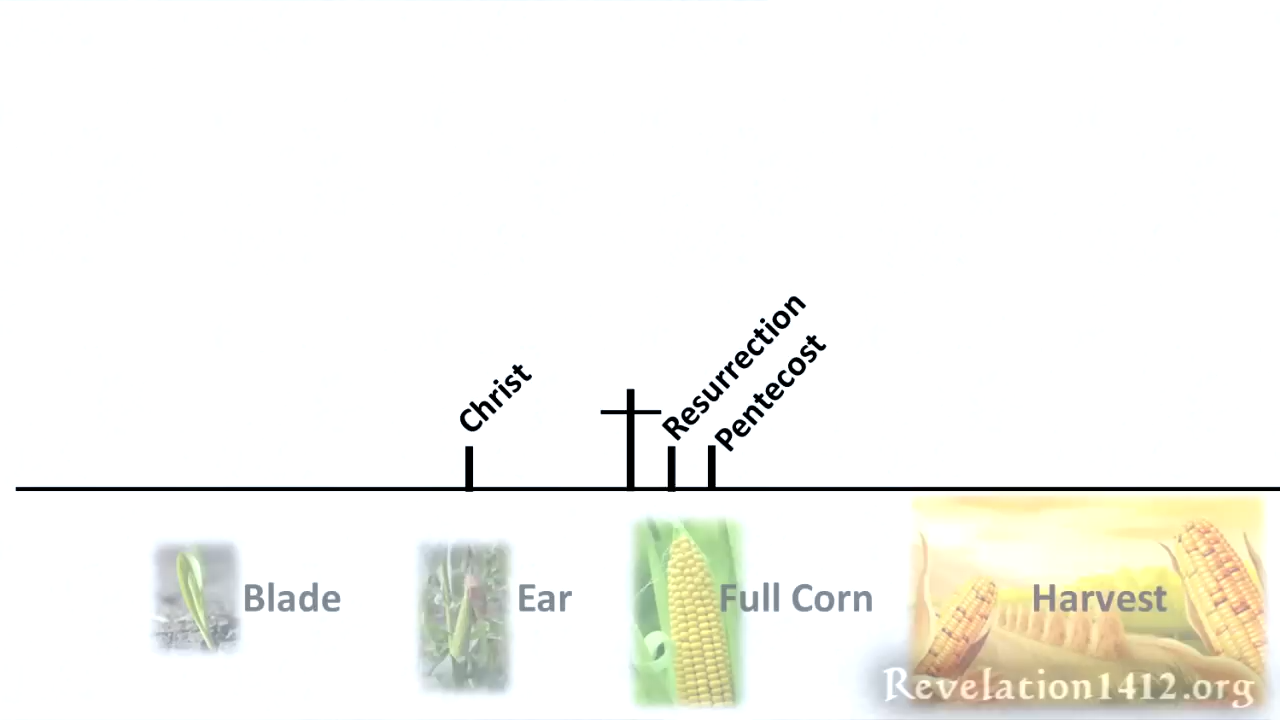 Christ
Resurrection
Pentecost
Blade
Ear
Full Corn
Harvest
Revelation1412.org